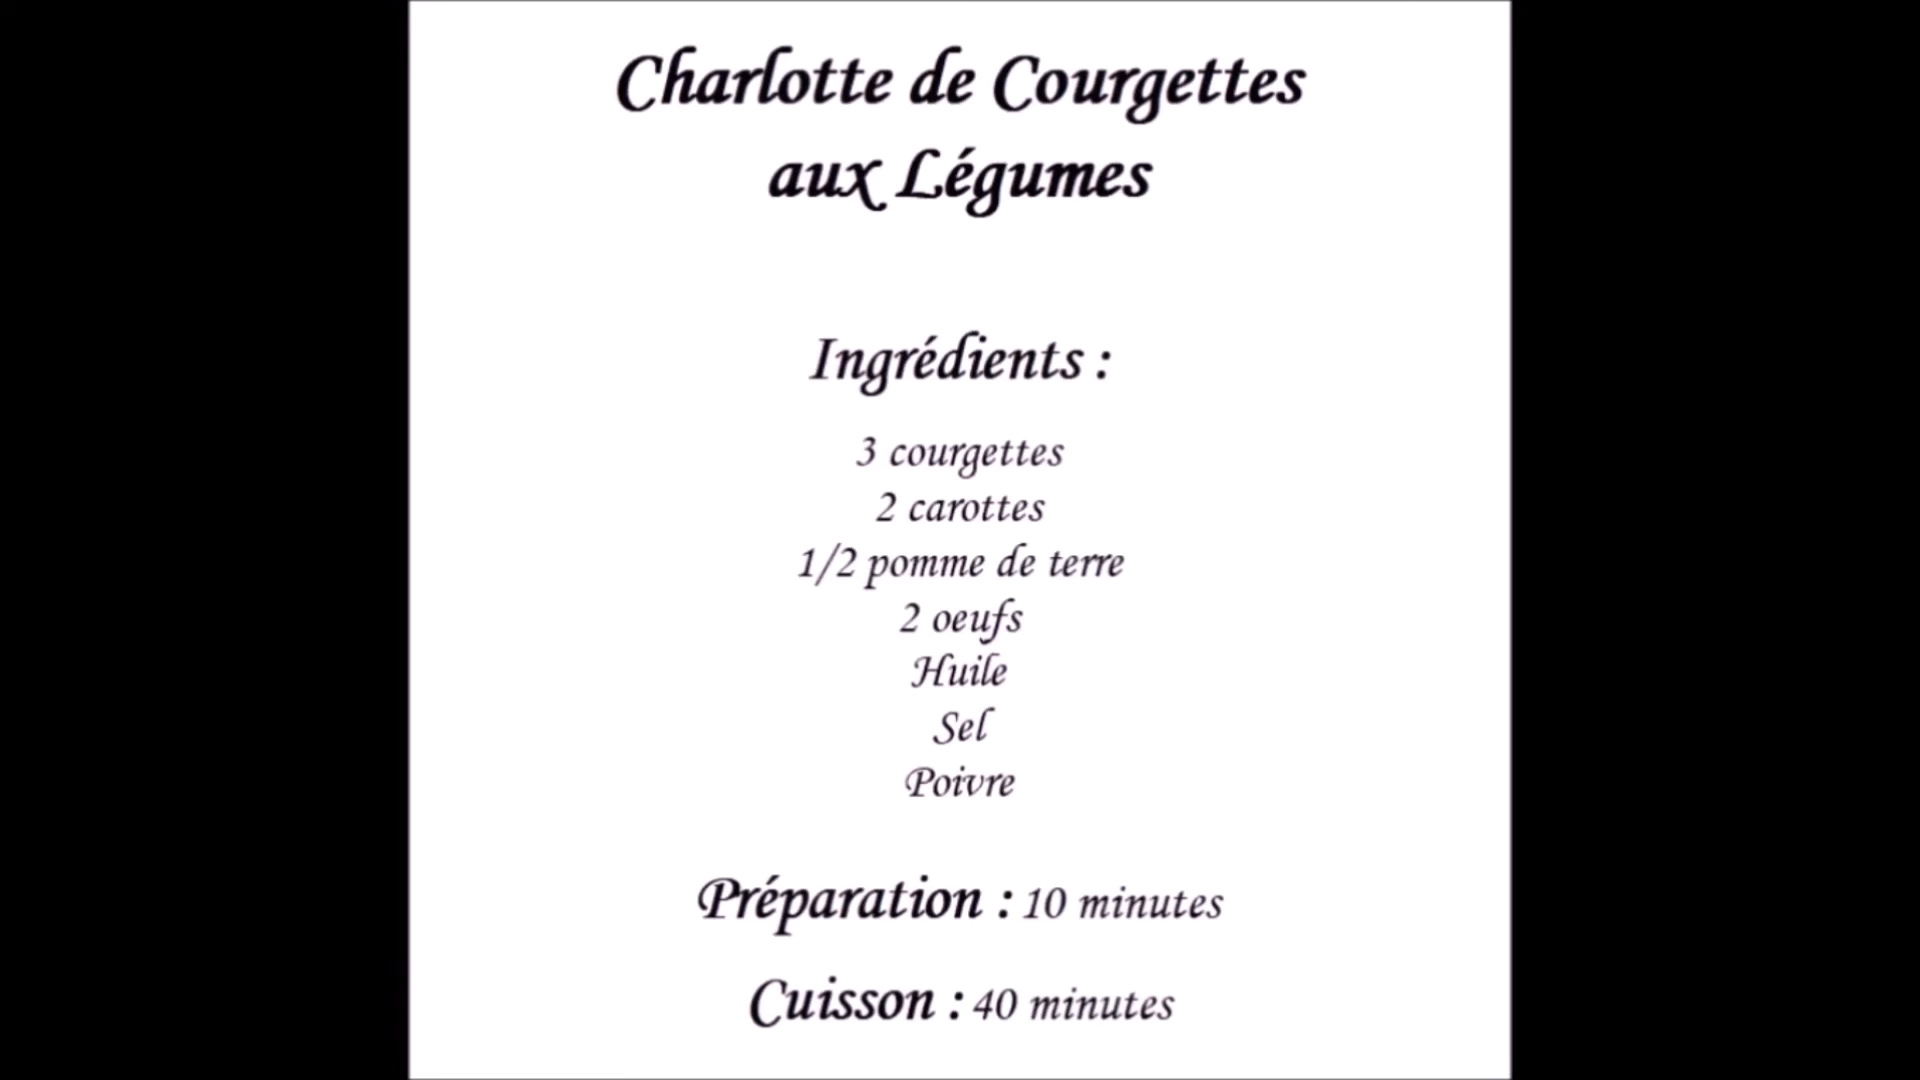 Charlotte de Courgettes
aux Légumes
Ingrédients :
3 courgettes
2 carottes
1/2 pomme de terre
2 oeufs
Huile
Sel
Poivre
Préparation : 10 minutes
Cuisson : 40 minutes